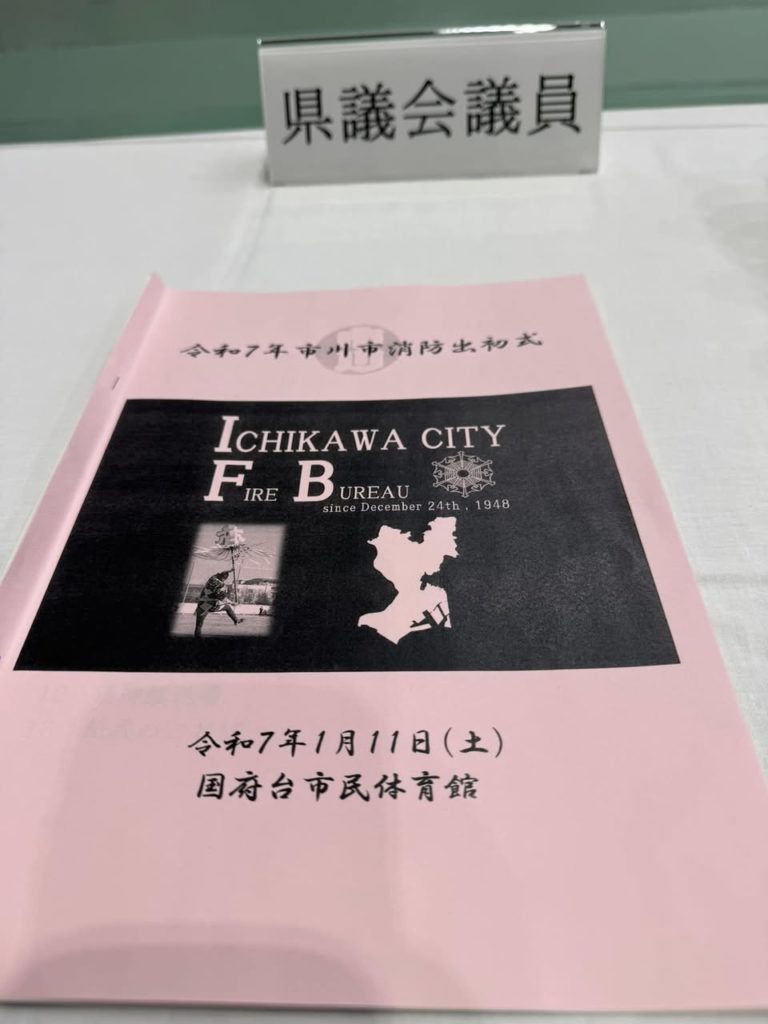 県議会議員
令和7年市川市消防出初式
ICHIKAWA CITY
FIRE BUREAU
since December 24th, 1948
令和7年1月11日(土)
国府台市民体育館